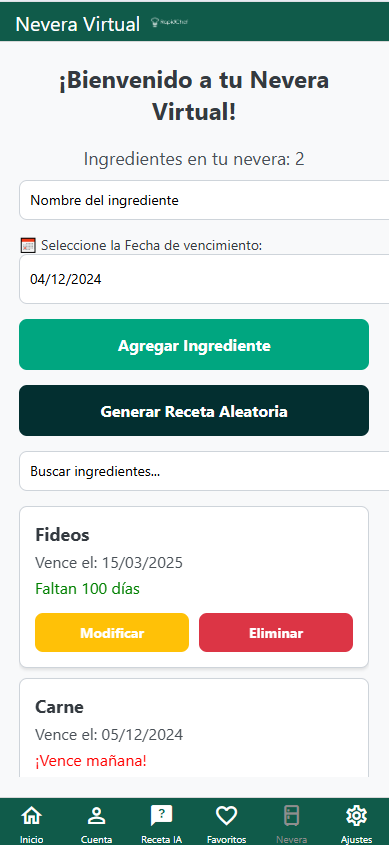 Nevera Virtual RapidChef
¡Bienvenido a tu Nevera
Virtual!
Ingredientes en tu nevera: 2
Nombre del ingrediente
Seleccione la Fecha de vencimiento:
04/12/2024
Agregar Ingrediente
Generar Receta Aleatoria
Buscar ingredientes...
Fideos
Vence el: 15/03/2025
Faltan 100 días
Modificar Eliminar
Carne
Vence el: 05/12/2024
¡Vence mañana!
Inicio Cuenta Receta IA Favoritos Nevera Ajustes